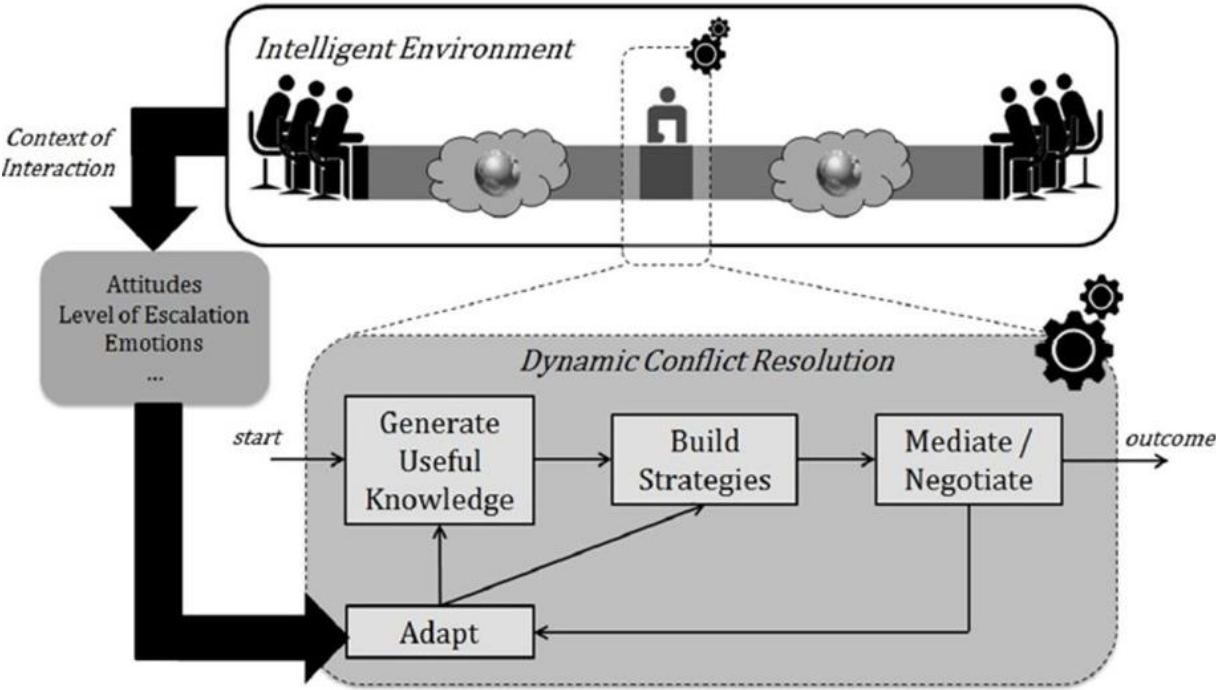 Intelligent Environment
Context of
Interaction
Attitudes
Level of Escalation
Emotions
...
Dynamic Conflict Resolution
start
Generate
Useful
Knowledge
Build
Strategies
Mediate /
Negotiate
outcome
Adapt